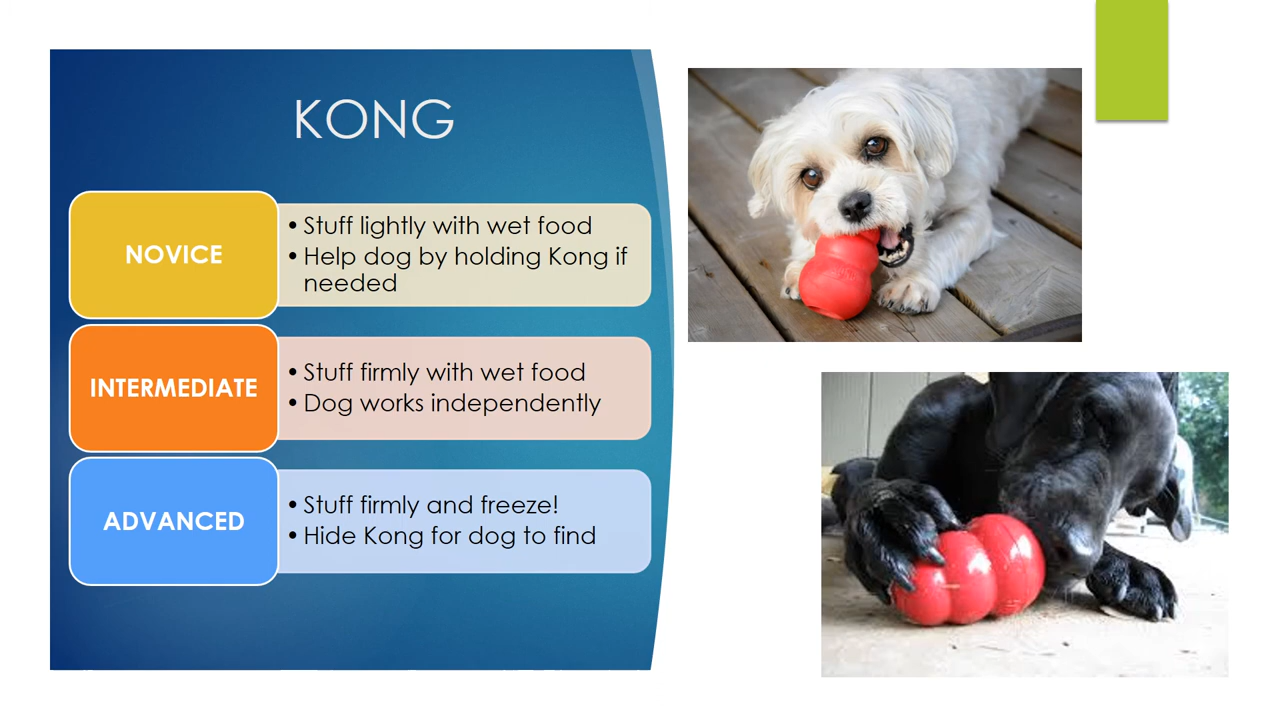 KONG
NOVICE
• Stuff lightly with wet food
• Help dog by holding Kong if
needed
INTERMEDIATE
• Stuff firmly with wet food
• Dog works independently
ADVANCED
• Stuff firmly and freeze!
• Hide Kong for dog to find